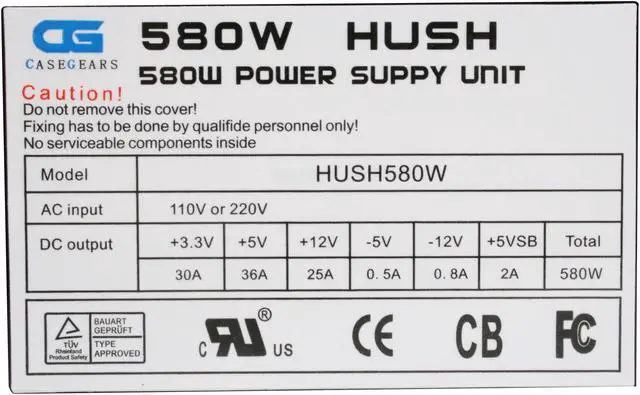 CG 580W HUSH
CASEGEARS 580W POWER SUPPLY UNIT
Caution!
Do not remove this cover!
Fixing has to be done by qualifide personnel only!
No serviceable components inside
Model HUSH580W
AC input 110V or 220V
DC output +3.3V +5V +12V -5V -12V +5VSB Total
30A 36A 25A 0.5A 0.8A 2A 580W
BAUART
GEPRÜFT
TÜV
Rheinland
Product Safety
TYPE
APPROVED
c RU ® US
CE
CB
FC